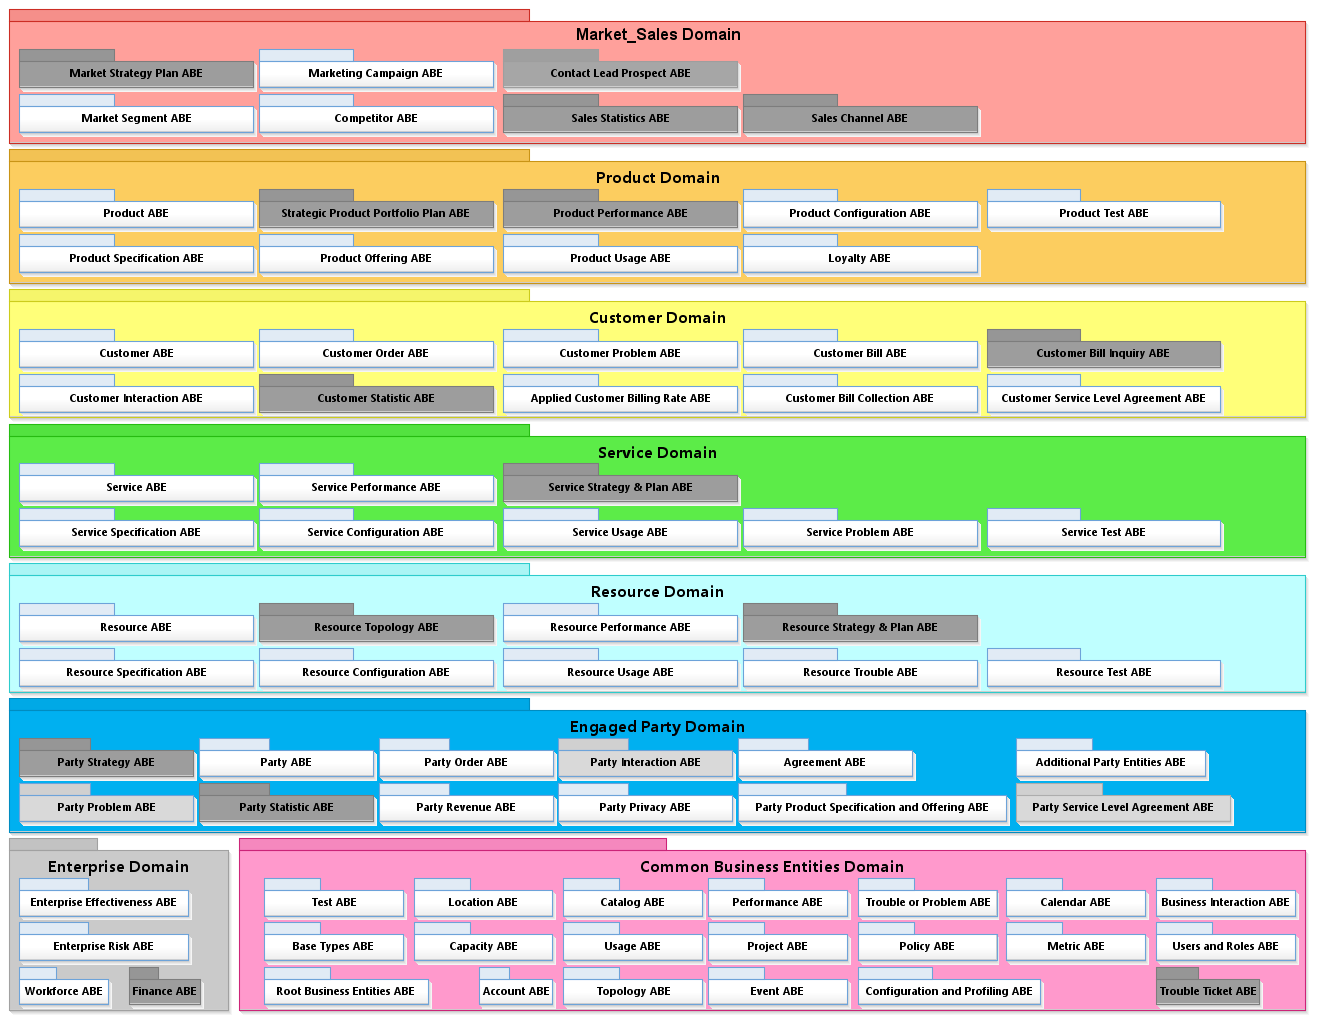 Market_Sales Domain
Market Strategy Plan ABE
Marketing Campaign ABE
Contact Lead Prospect ABE
Market Segment ABE
Competitor ABE
Sales Statistics ABE
Sales Channel ABE
Product Domain
Product ABE
Strategic Product Portfolio Plan ABE
Product Performance ABE
Product Configuration ABE
Product Test ABE
Product Specification ABE
Product Offering ABE
Product Usage ABE
Loyalty ABE
Customer Domain
Customer ABE
Customer Order ABE
Customer Problem ABE
Customer Bill ABE
Customer Bill Inquiry ABE
Customer Interaction ABE
Customer Statistic ABE
Applied Customer Billing Rate ABE
Customer Bill Collection ABE
Customer Service Level Agreement ABE
Service Domain
Service ABE
Service Performance ABE
Service Strategy & Plan ABE
Service Specification ABE
Service Configuration ABE
Service Usage ABE
Service Problem ABE
Service Test ABE
Resource Domain
Resource ABE
Resource Topology ABE
Resource Performance ABE
Resource Strategy & Plan ABE
Resource Specification ABE
Resource Configuration ABE
Resource Usage ABE
Resource Trouble ABE
Resource Test ABE
Engaged Party Domain
Party Strategy ABE
Party ABE
Party Order ABE
Party Interaction ABE
Agreement ABE
Additional Party Entities ABE
Party Problem ABE
Party Statistic ABE
Party Revenue ABE
Party Privacy ABE
Party Product Specification and Offering ABE
Party Service Level Agreement ABE
Enterprise Domain
Enterprise Effectiveness ABE
Enterprise Risk ABE
Workforce ABE
Finance ABE
Common Business Entities Domain
Test ABE
Location ABE
Catalog ABE
Performance ABE
Trouble or Problem ABE
Calendar ABE
Business Interaction ABE
Base Types ABE
Capacity ABE
Usage ABE
Project ABE
Policy ABE
Metric ABE
Users and Roles ABE
Root Business Entities ABE
Account ABE
Topology ABE
Event ABE
Configuration and Profiling ABE
Trouble Ticket ABE